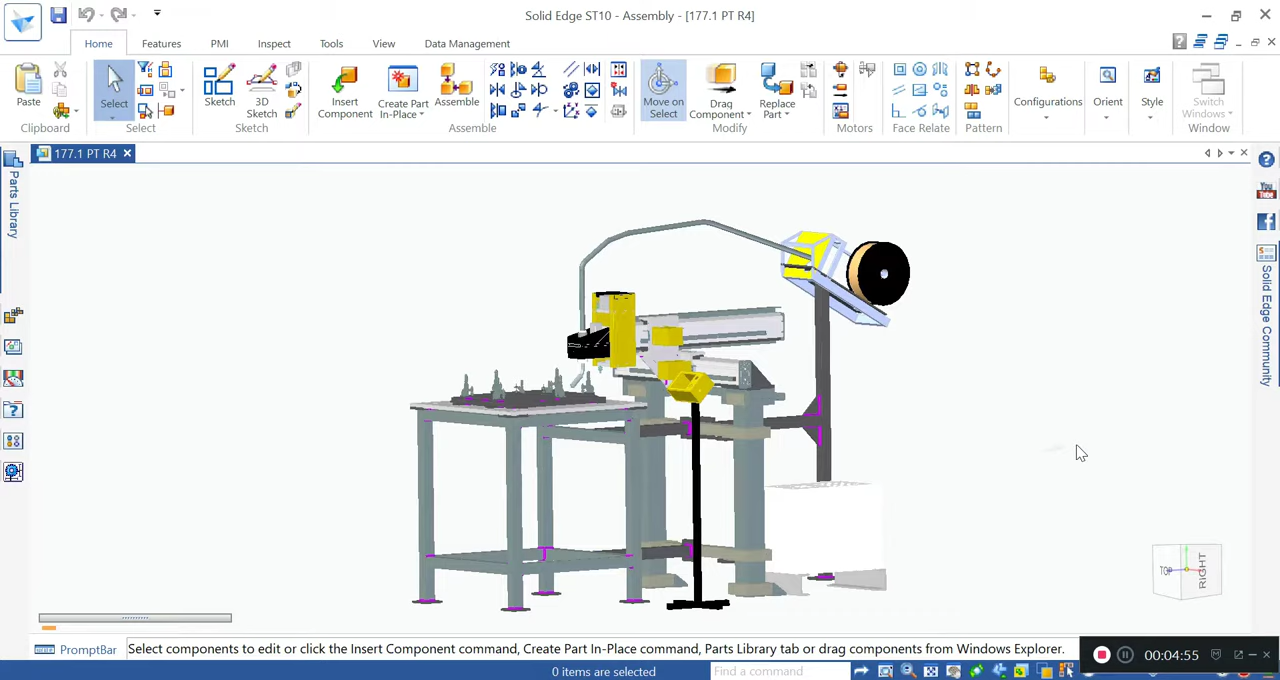 Solid Edge ST10 - Assembly - [177.1 PT R4]
Home Features PMI Inspect Tools View Data Management
Paste
Clipboard
Select
Select
Sketch
3D Sketch
Sketch
Insert Component
Create Part In-Place
Assemble
Assemble
Move on Select
Drag Component
Replace Part
Modify
Motors
Face Relate
Pattern
Configurations
Orient
Style
Switch Windows
Window
177.1 PT R4
Parts Library
Solid Edge Community
You Tube
TOP
RIGHT
PromptBar
Select components to edit or click the Insert Component command, Create Part In-Place command, Parts Library tab or drag components from Windows Explorer.
00:04:55
0 items are selected
Find a command